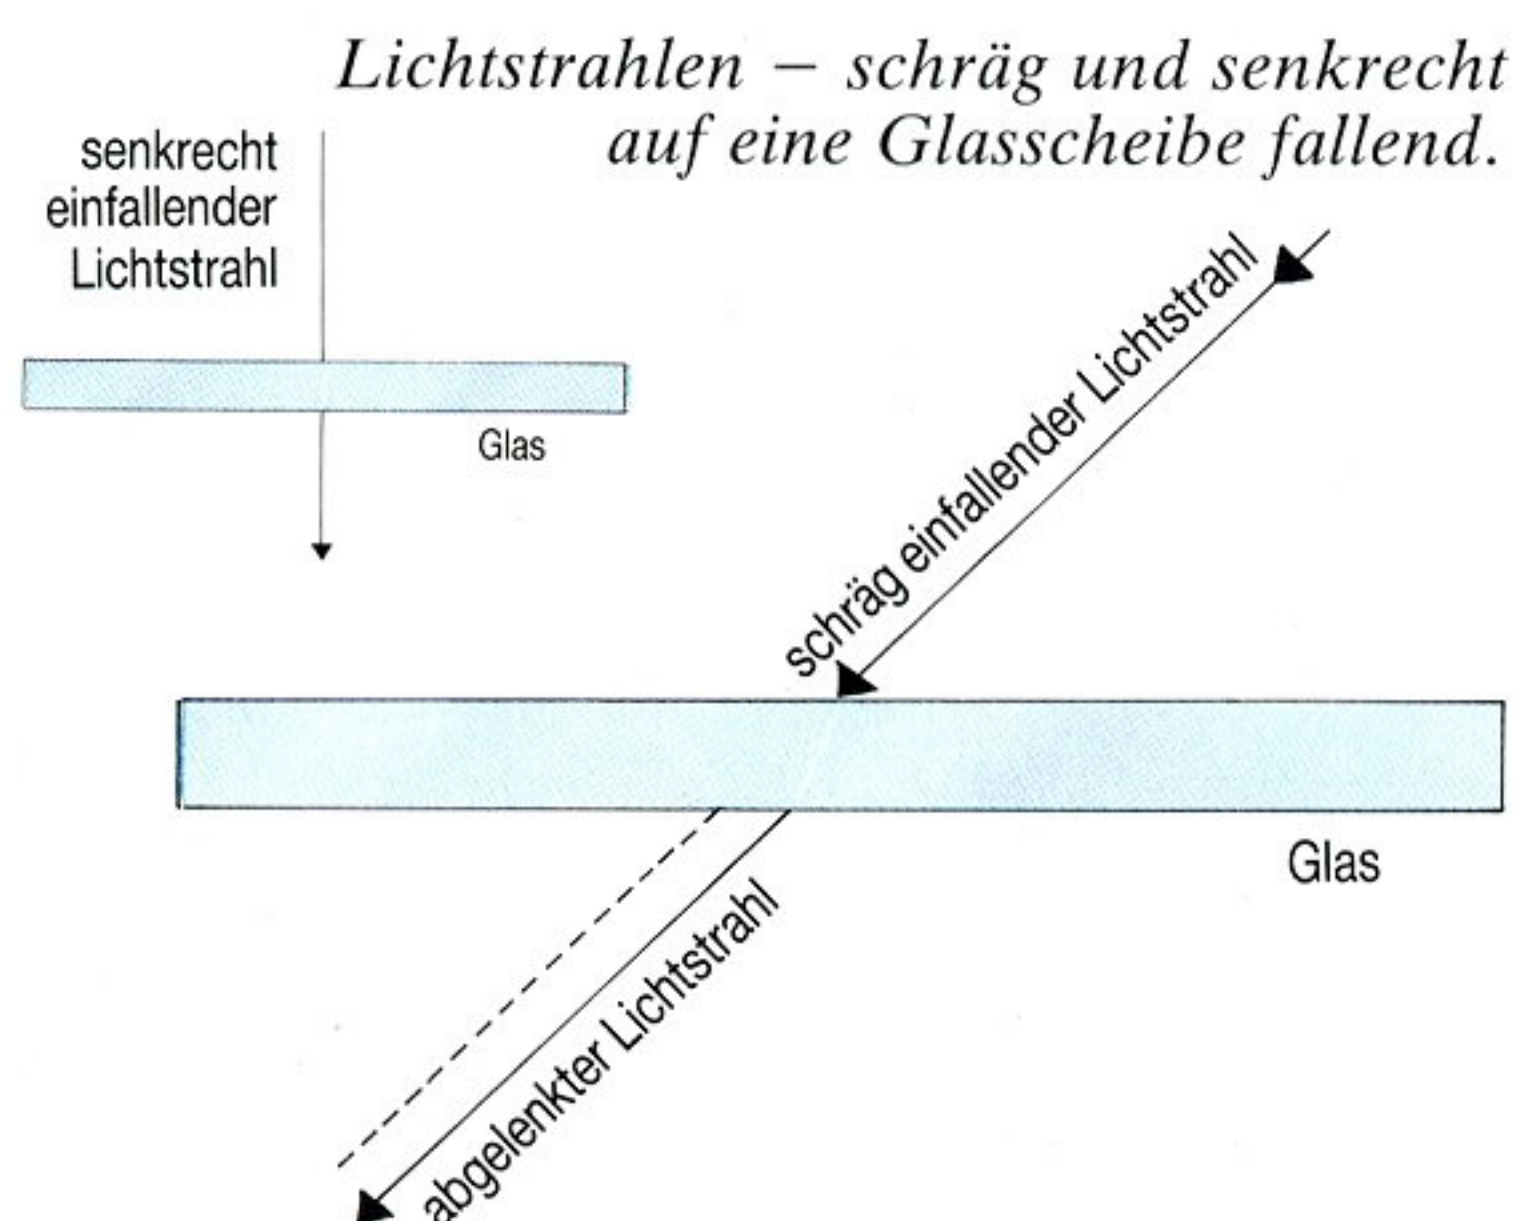 Lichtstrahlen – schräg und senkrecht
auf eine Glasscheibe fallend.
senkrecht
einfallender
Lichtstrahl
Glas
schräg einfallender Lichtstrahl
Glas
abgelenkter Lichtstrahl